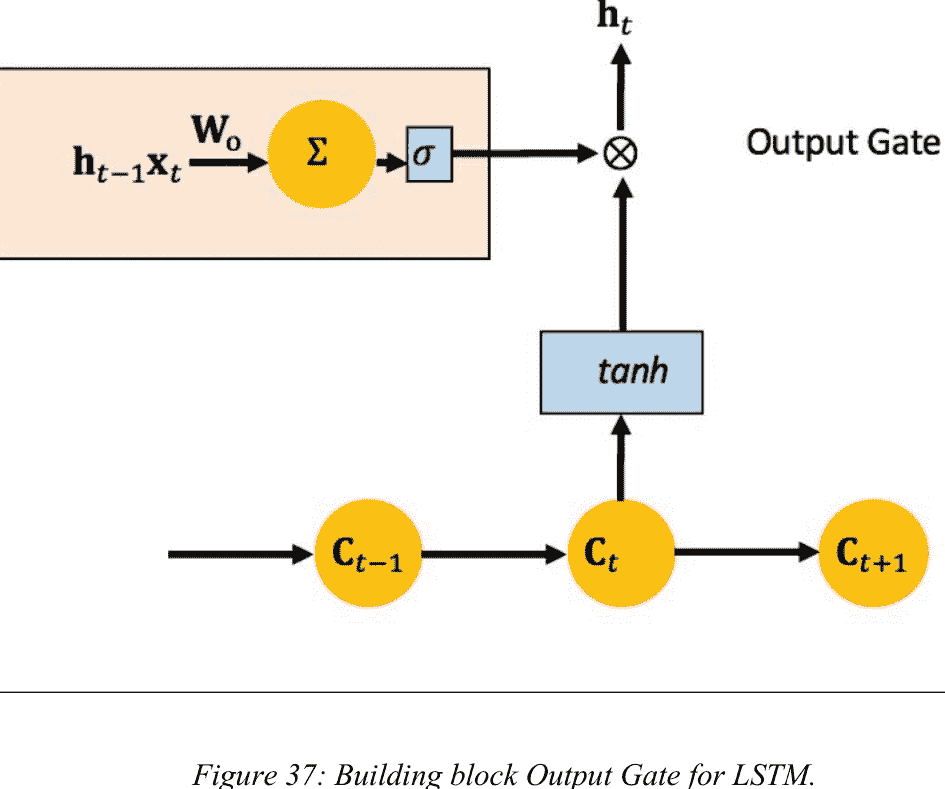 h_t
W_o
h_{t−1}x_t
Σ
σ
⊗
Output Gate
tanh
C_{t−1}
C_t
C_{t+1}
Figure 37: Building block Output Gate for LSTM.